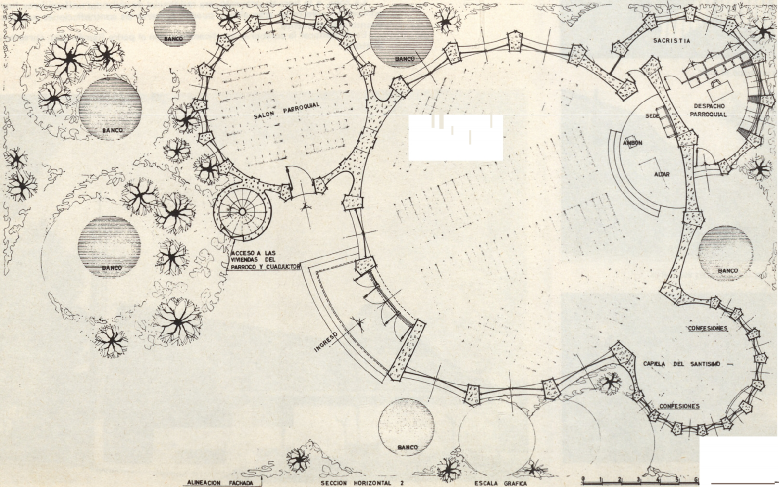 BANCO
BANCO
SACRISTIA
SALON PARROQUIAL
DESPACHO
PARROQUIAL
BANCO
SEDE
AMBON
ALTAR
BANCO
ACCESO A LAS
VIVIENDAS DEL
PARROCO Y CUADJUCTOR
BANCO
BANCO
INGRESO
CONFESIONES
CAPILLA DEL SANTISIMO
CONFESIONES
BANCO
ALINEACION FACHADA
SECCION HORIZONTAL 2
ESCALA GRAFICA
0 1 2 3 4 5 6